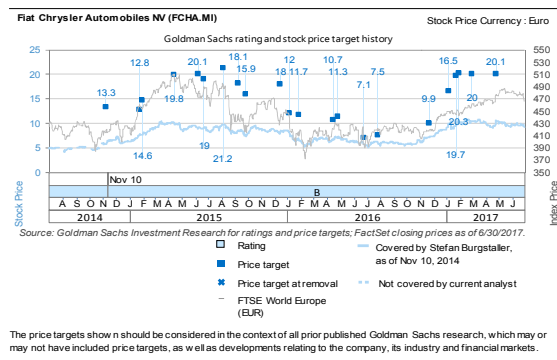 Fiat Chrysler Automobiles NV (FCHA.MI)
Stock Price Currency : Euro
Goldman Sachs rating and stock price target history
25 550
530
20 510
490
15 470
450
10 430
410
5 390
370
0 350
13.3
12.8
14.6
19.8
20.1
19
21.2
18.1
15.9
18
12
11.7
10.7
11.3
7.1
7.5
9.9
16.5
19.7
20.3
20
20.1
Stock Price
Index Price
Nov 10
B
A S O N D J F M A M J J A S O N D J F M A M J J A S O N D J F M A M J
2014 2015 2016 2017
Source: Goldman Sachs Investment Research for ratings and price targets; FactSet closing prices as of 6/30/2017.
Rating
Price target
Price target at removal
FTSE World Europe
(EUR)
Covered by Stefan Burgstaller,
as of Nov 10, 2014
Not covered by current analyst
The price targets shown should be considered in the context of all prior published Goldman Sachs research, which may or
may not have included price targets, as well as developments relating to the company, its industry and financial markets.